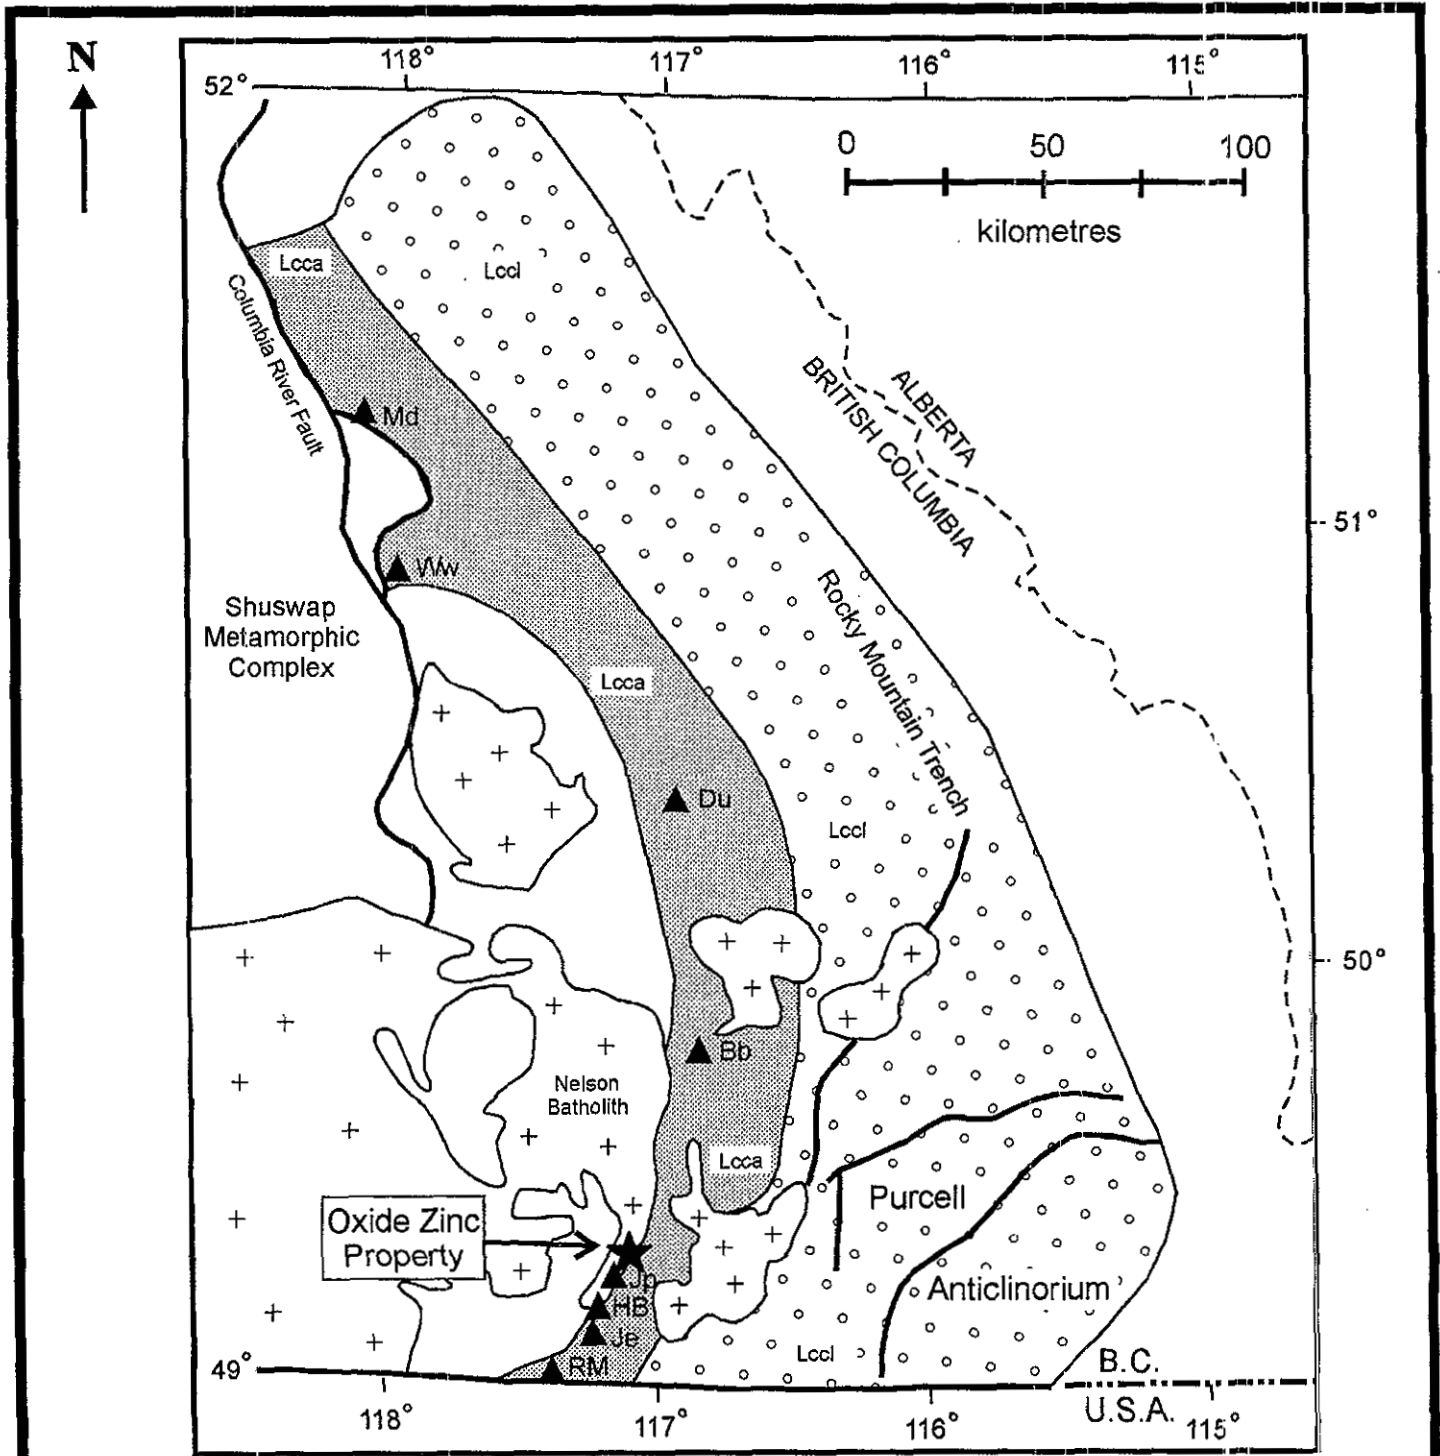 N
118°
117°
116°
115°
52°
0
50
100
kilometres
Lcca
Lccl
Columbia River Fault
Md
ALBERTA
BRITISH COLUMBIA
51°
Ww
Rocky Mountain Trench
Shuswap
Metamorphic
Complex
Lcca
Du
Lccl
50°
Bb
Nelson
Batholith
Lcca
Purcell
Oxide Zinc
Property
Jp
Anticlinorium
HB
Je
Lccl
RM
49°
B.C.
U.S.A.
118°
117°
116°
115°